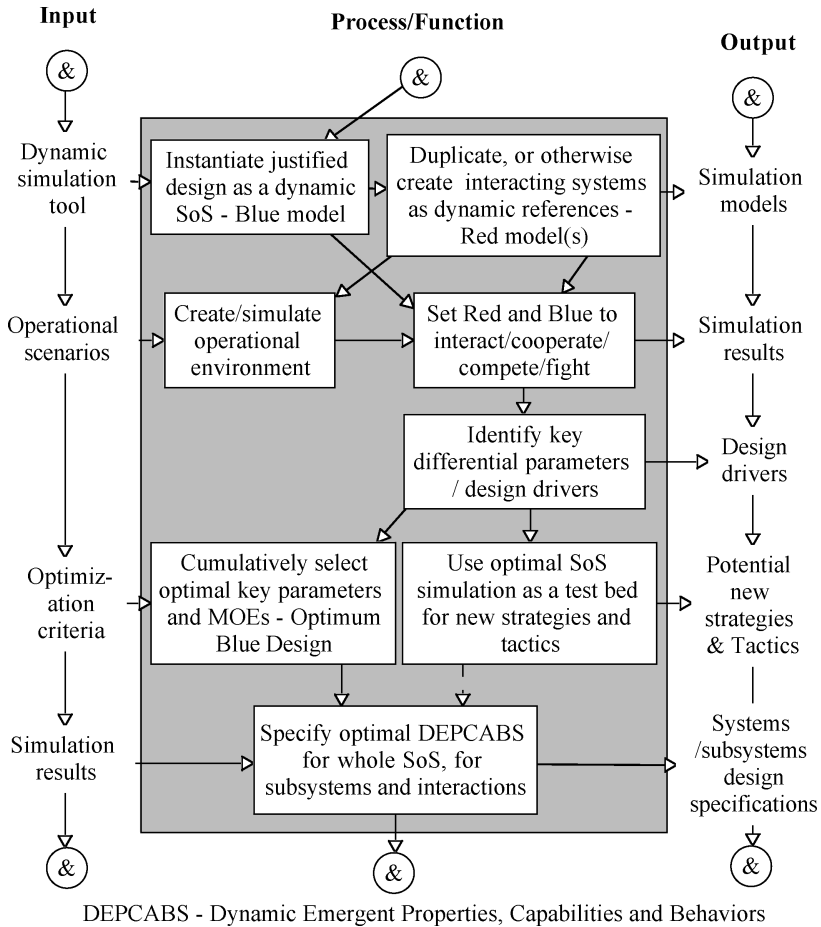 Input
Process/Function
Output
&
&
&
Dynamic
simulation
tool
Instantiate justified
design as a dynamic
SoS - Blue model
Duplicate, or otherwise
create interacting systems
as dynamic references -
Red model(s)
Simulation
models
Operational
scenarios
Create/simulate
operational
environment
Set Red and Blue to
interact/cooperate/
compete/fight
Simulation
results
Identify key
differential parameters
/ design drivers
Design
drivers
Optimiz-
ation
criteria
Cumulatively select
optimal key parameters
and MOEs - Optimum
Blue Design
Use optimal SoS
simulation as a test bed
for new strategies and
tactics
Potential
new
strategies
& Tactics
Simulation
results
Specify optimal DEPCABS
for whole SoS, for
subsystems and interactions
Systems
/subsystems
design
specifications
&
&
&
DEPCABS - Dynamic Emergent Properties, Capabilities and Behaviors